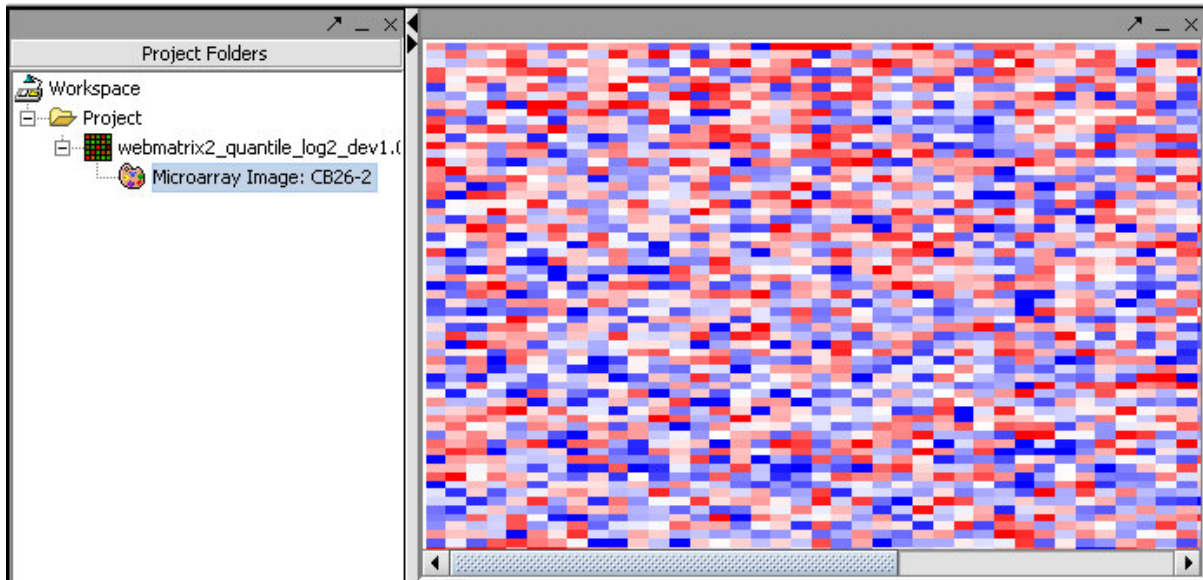 Project Folders
Workspace
Project
webmatrix2_quantile_log2_dev1.(
Microarray Image: CB26-2